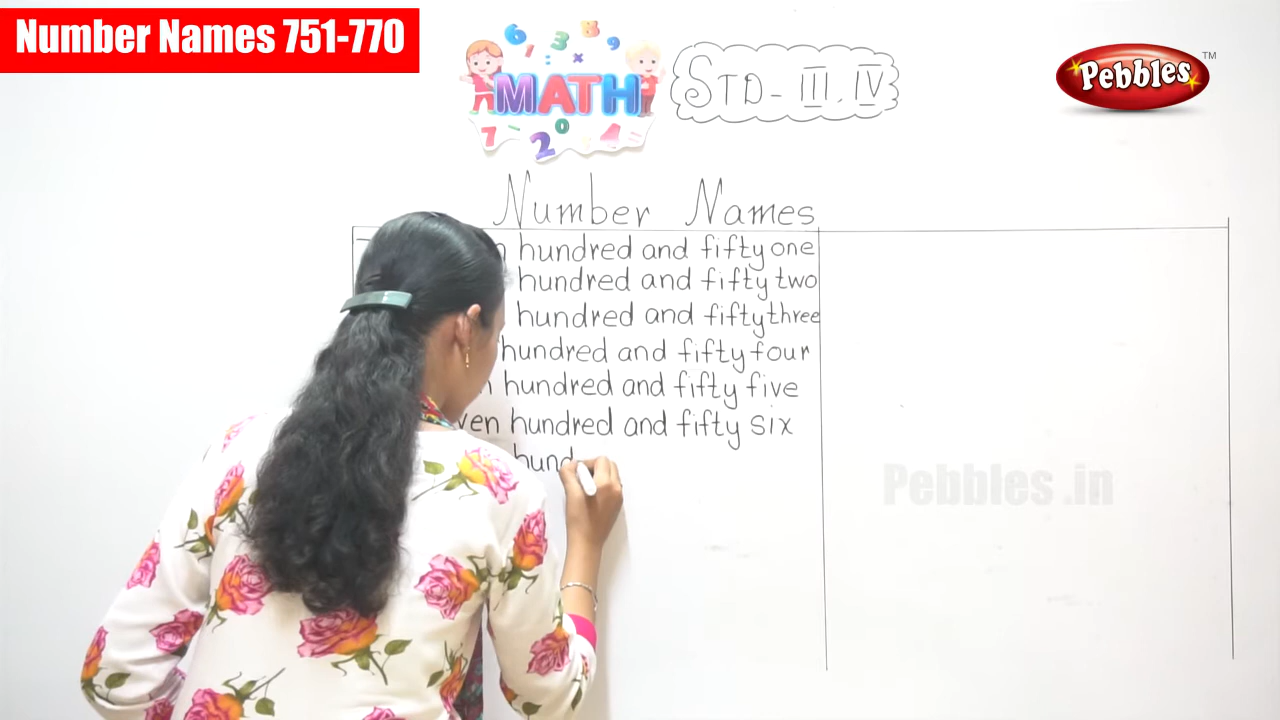 Number Names 751-770
MATH
STD - III, IV
Pebbles TM
Number Names
hundred and fifty one
hundred and fifty two
hundred and fifty three
hundred and fifty four
hundred and fifty five
hundred and fifty six
hund
Pebbles .in